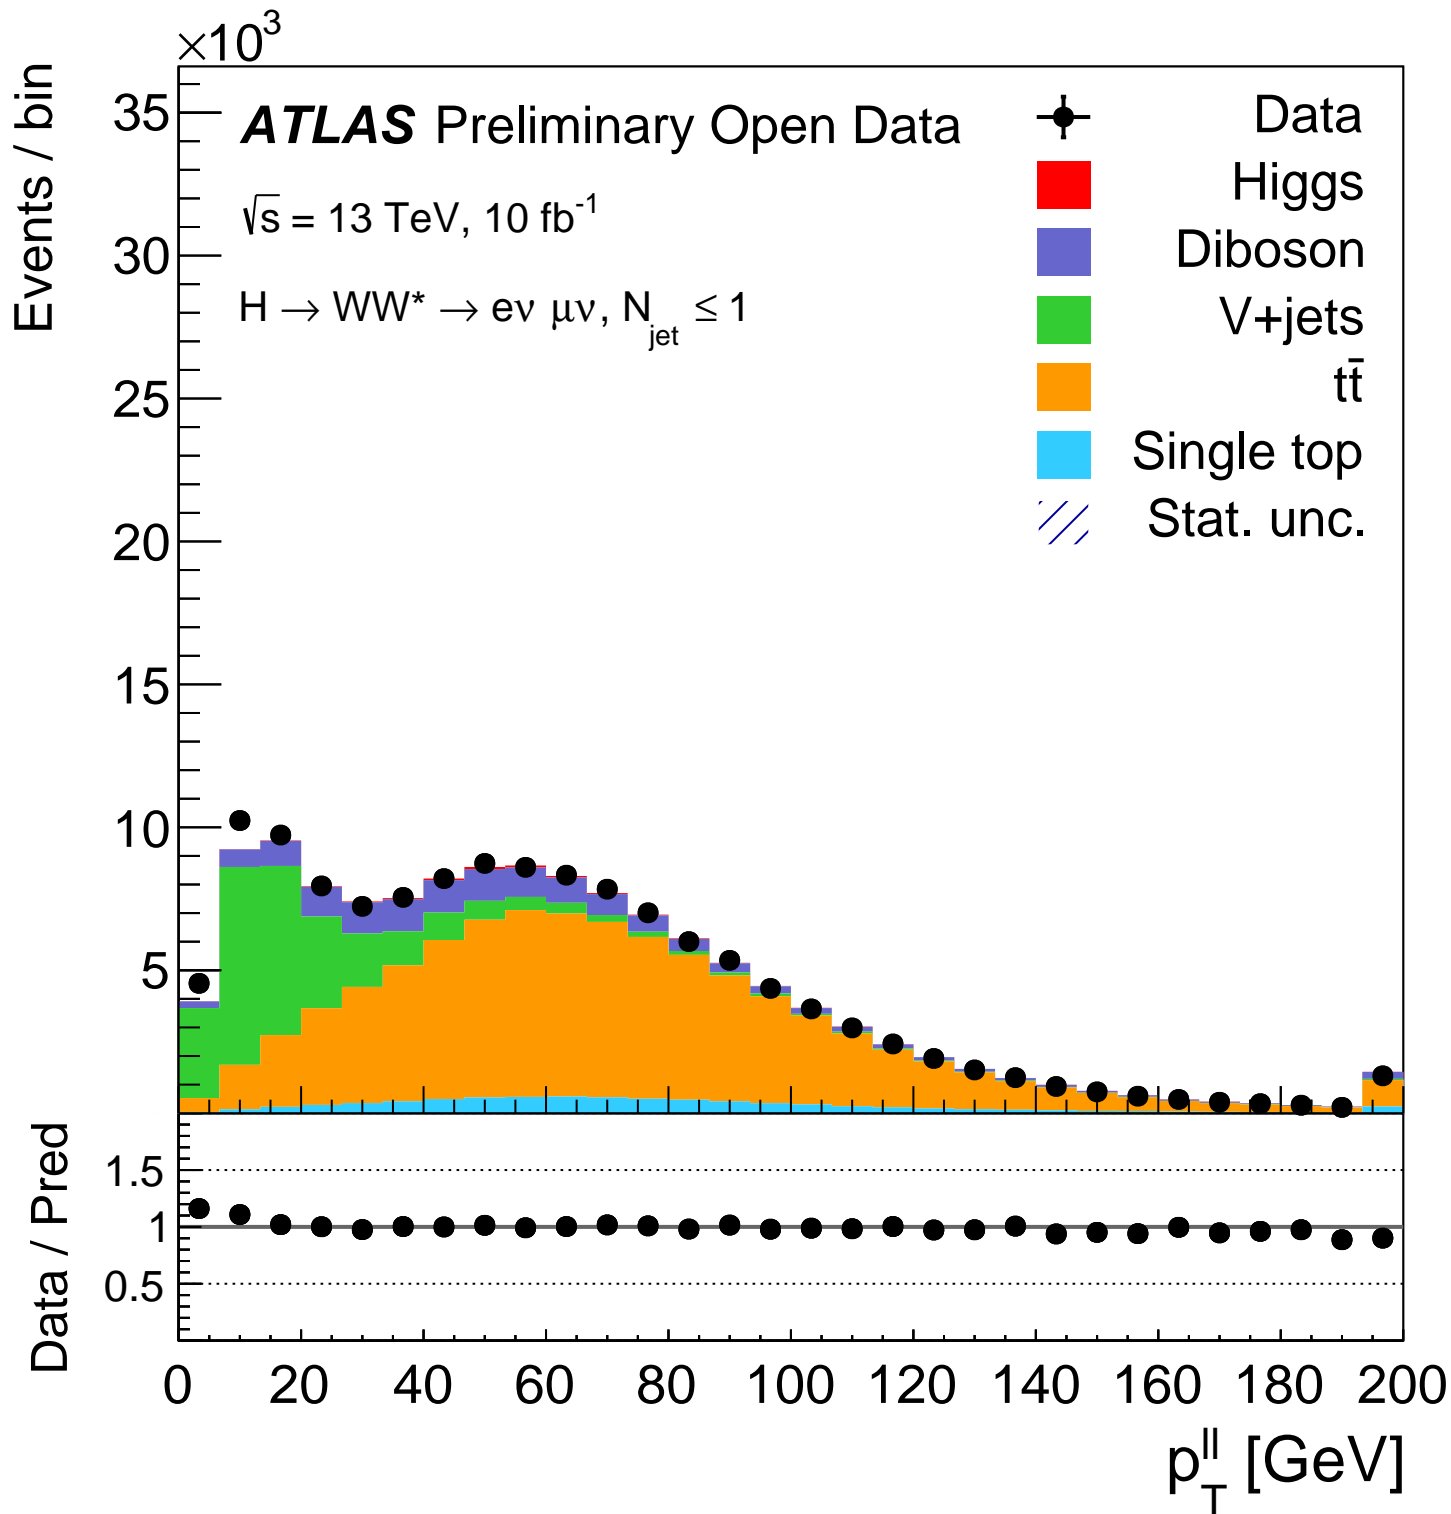 ×10³
Events / bin
35
30
25
20
15
10
5
ATLAS Preliminary Open Data
√s = 13 TeV, 10 fb⁻¹
H → WW* → eν μν, N_jet ≤ 1
Data
Higgs
Diboson
V+jets
tt̄
Single top
Stat. unc.
Data / Pred
1.5
1
0.5
0 20 40 60 80 100 120 140 160 180 200
p_T^ll [GeV]